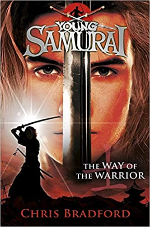 YOUNG
SAMURAI
THE WAY OF
THE WARRIOR
CHRIS BRADFORD